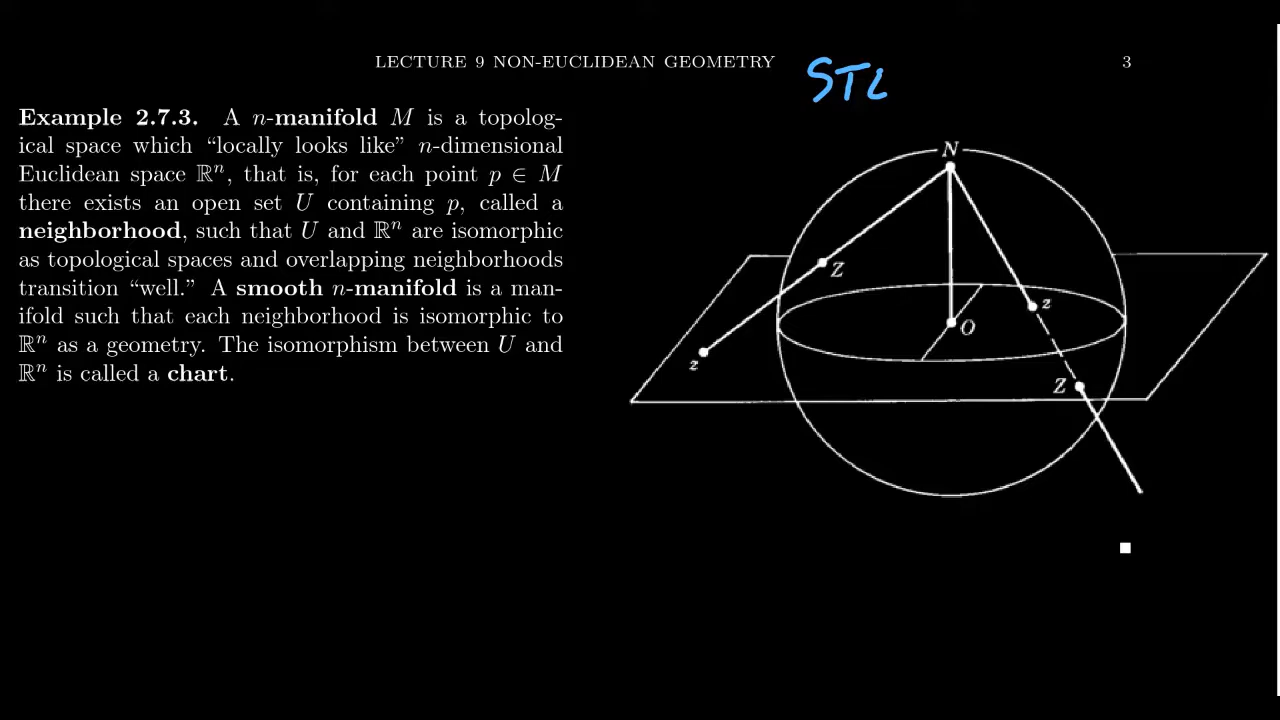 LECTURE 9 NON-EUCLIDEAN GEOMETRY 3
STL
Example 2.7.3. A n-manifold M is a topolog-
ical space which “locally looks like” n-dimensional
Euclidean space ℝⁿ, that is, for each point p ∈ M
there exists an open set U containing p, called a
neighborhood, such that U and ℝⁿ are isomorphic
as topological spaces and overlapping neighborhoods
transition “well.” A smooth n-manifold is a man-
ifold such that each neighborhood is isomorphic to
ℝⁿ as a geometry. The isomorphism between U and
ℝⁿ is called a chart.
N
Z
z
O
z
Z